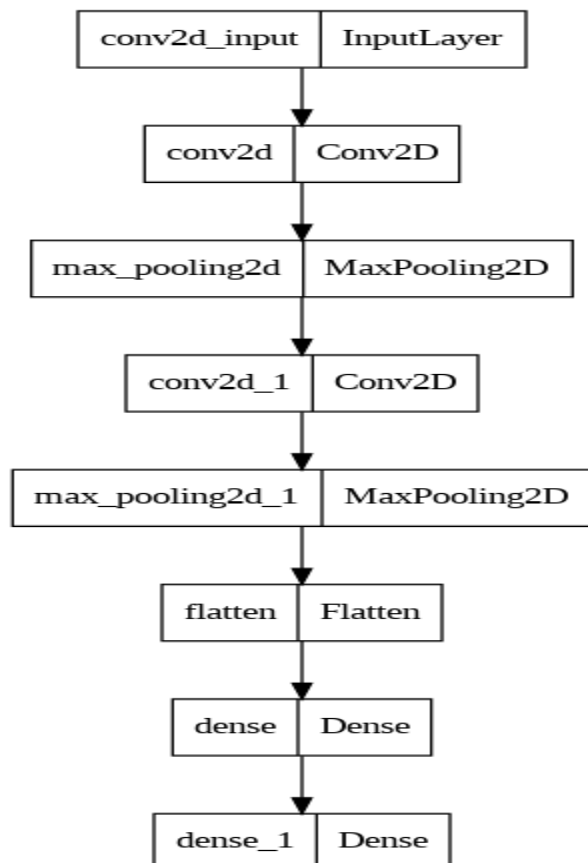 conv2d_input InputLayer
conv2d Conv2D
max_pooling2d MaxPooling2D
conv2d_1 Conv2D
max_pooling2d_1 MaxPooling2D
flatten Flatten
dense Dense
dense_1 Dense